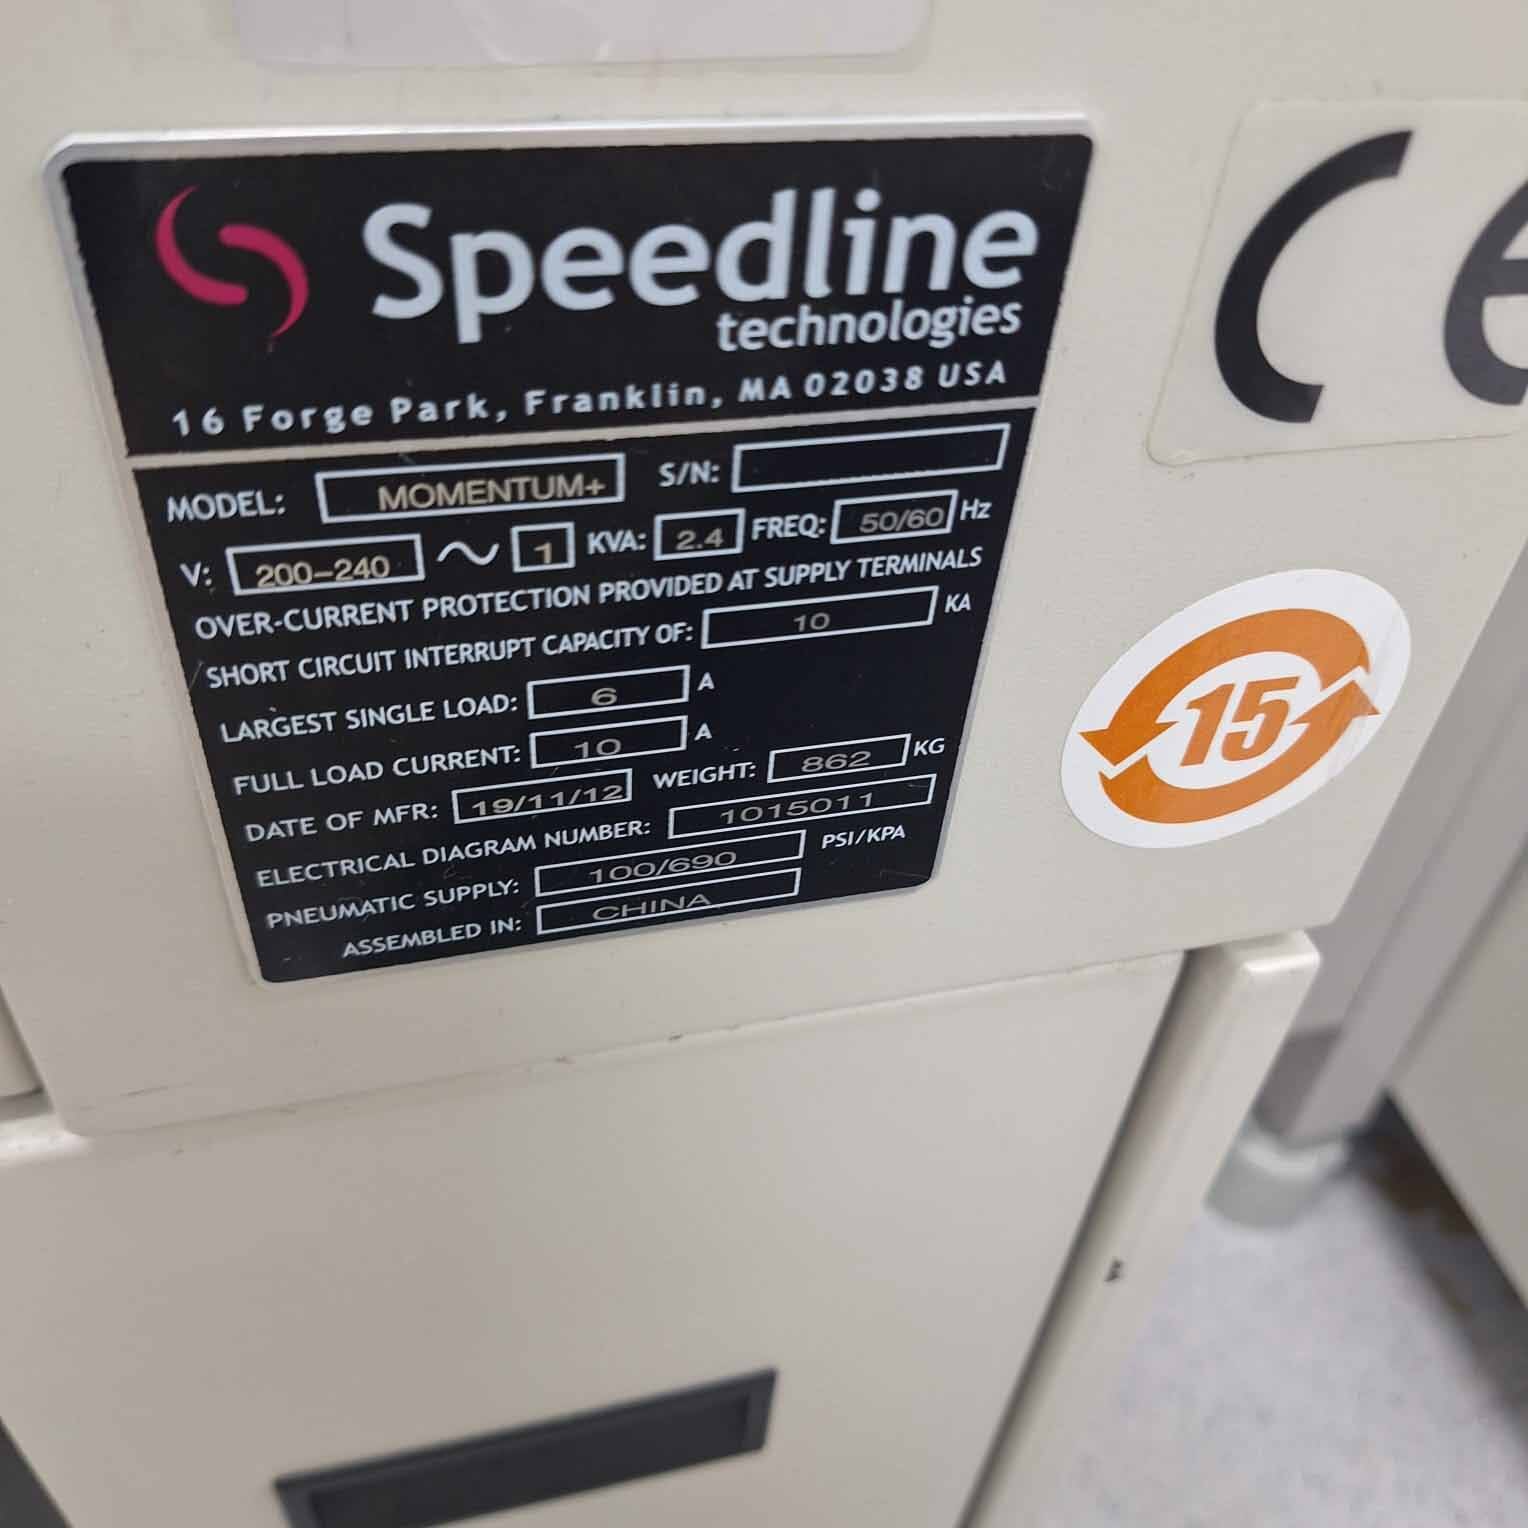 Speedline
technologies
16 Forge Park, Franklin, MA 02038 USA
MODEL: MOMENTUM+ S/N:
V: 200-240 ~ 1 KVA: 2.4 FREQ: 50/60 Hz
OVER-CURRENT PROTECTION PROVIDED AT SUPPLY TERMINALS
SHORT CIRCUIT INTERRUPT CAPACITY OF: 10 KA
LARGEST SINGLE LOAD: 6 A
FULL LOAD CURRENT: 10 A
DATE OF MFR: 19/11/12 WEIGHT: 862 KG
ELECTRICAL DIAGRAM NUMBER: 1015011
PNEUMATIC SUPPLY: 100/690 PSI/KPA
ASSEMBLED IN: CHINA
CE
15